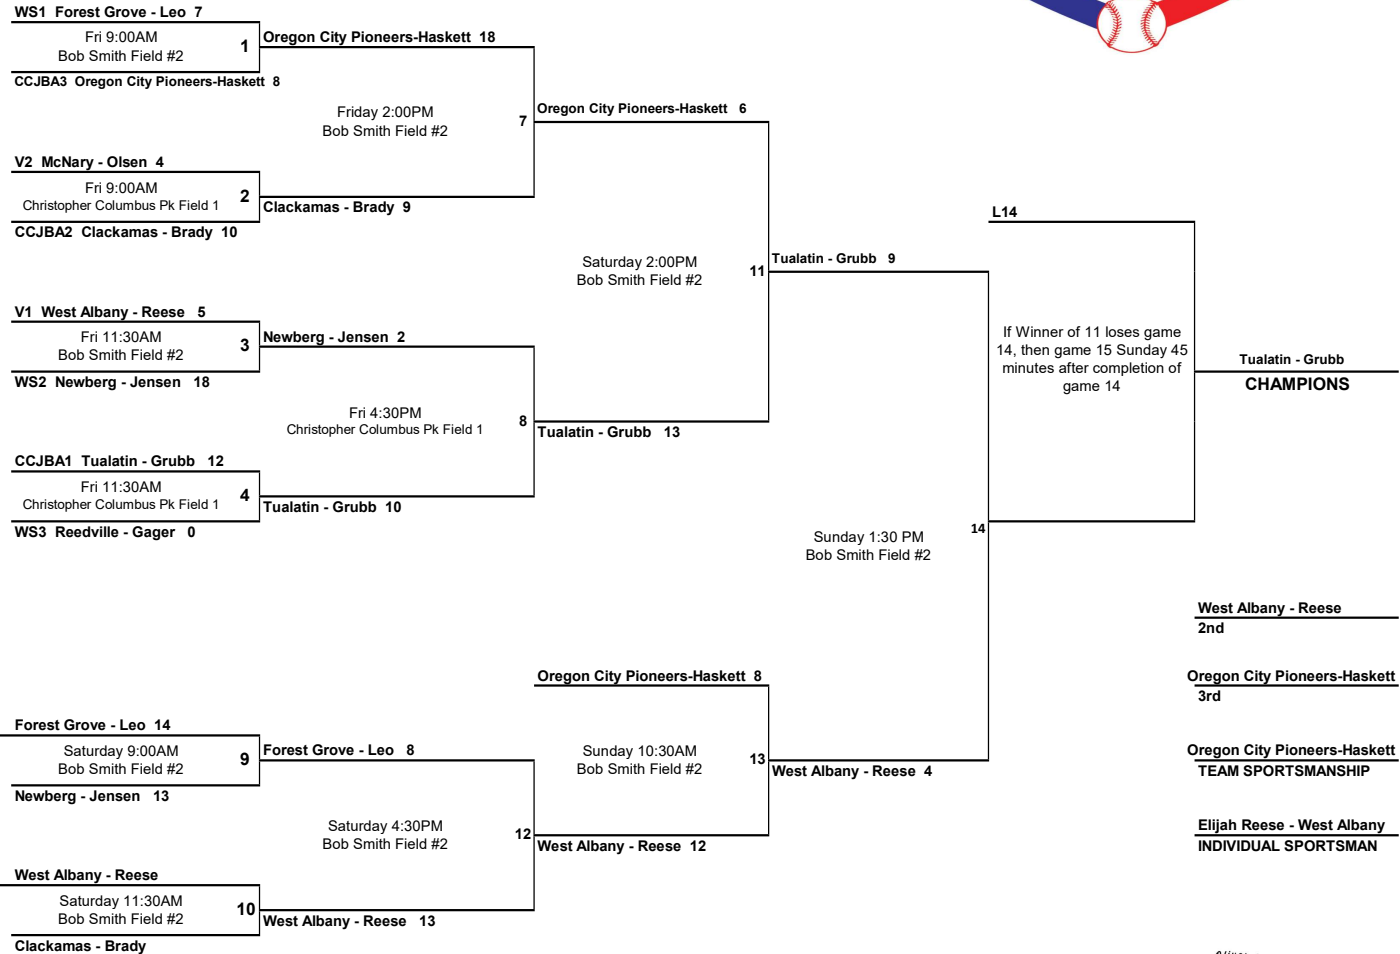 WS1 Forest Grove - Leo 7
Fri 9:00AM
Bob Smith Field #2
1
CCJBA3 Oregon City Pioneers-Haskett 8
Oregon City Pioneers-Haskett 18
Friday 2:00PM
Bob Smith Field #2
7
V2 McNary - Olsen 4
Fri 9:00AM
Christopher Columbus Pk Field 1
2
CCJBA2 Clackamas - Brady 10
Clackamas - Brady 9
Oregon City Pioneers-Haskett 6
Saturday 2:00PM
Bob Smith Field #2
11
V1 West Albany - Reese 5
Fri 11:30AM
Bob Smith Field #2
3
WS2 Newberg - Jensen 18
Newberg - Jensen 2
Fri 4:30PM
Christopher Columbus Pk Field 1
8
Tualatin - Grubb 13
CCJBA1 Tualatin - Grubb 12
Fri 11:30AM
Christopher Columbus Pk Field 1
4
WS3 Reedville - Gager 0
Tualatin - Grubb 10
Tualatin - Grubb 9
Sunday 1:30 PM
Bob Smith Field #2
14
L14
If Winner of 11 loses game
14, then game 15 Sunday 45
minutes after completion of
game 14
Tualatin - Grubb
CHAMPIONS
West Albany - Reese
2nd
Oregon City Pioneers-Haskett
3rd
Oregon City Pioneers-Haskett
TEAM SPORTSMANSHIP
Elijah Reese - West Albany
INDIVIDUAL SPORTSMAN
Oregon City Pioneers-Haskett 8
Sunday 10:30AM
Bob Smith Field #2
13
West Albany - Reese 4
Forest Grove - Leo 14
Saturday 9:00AM
Bob Smith Field #2
9
Newberg - Jensen 13
Forest Grove - Leo 8
Saturday 4:30PM
Bob Smith Field #2
12
West Albany - Reese 12
West Albany - Reese
Saturday 11:30AM
Bob Smith Field #2
10
Clackamas - Brady
West Albany - Reese 13